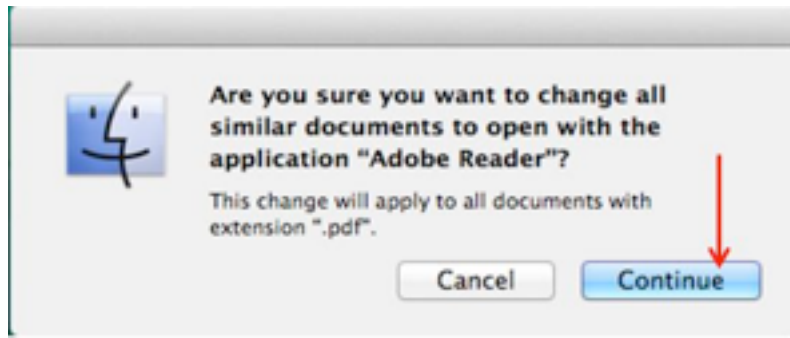 Are you sure you want to change all
similar documents to open with the
application “Adobe Reader”?
This change will apply to all documents with
extension “.pdf”.
Cancel
Continue